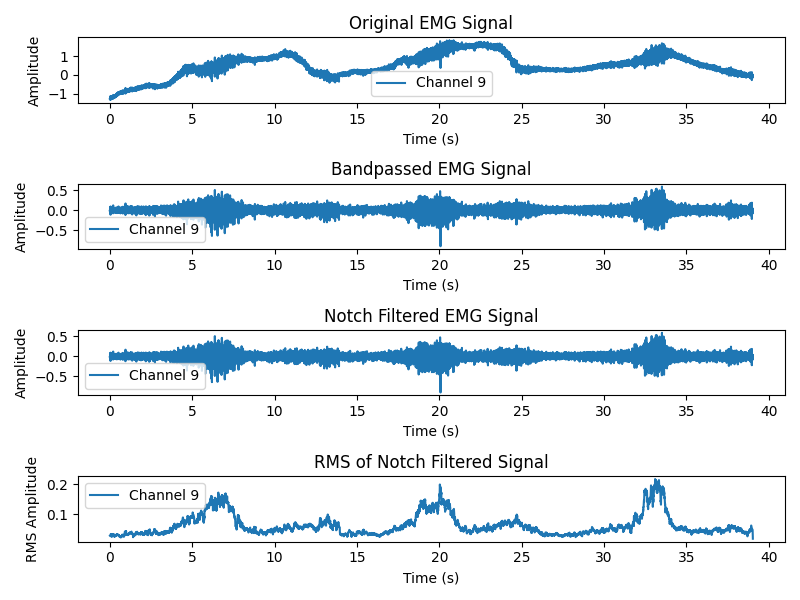 Original EMG Signal
Amplitude
1
0
−1
Channel 9
0 5 10 15 20 25 30 35 40
Time (s)
Bandpassed EMG Signal
Amplitude
0.5
0.0
−0.5
Channel 9
0 5 10 15 20 25 30 35 40
Time (s)
Notch Filtered EMG Signal
Amplitude
0.5
0.0
−0.5
Channel 9
0 5 10 15 20 25 30 35 40
Time (s)
RMS of Notch Filtered Signal
RMS Amplitude
0.2
0.1
Channel 9
0 5 10 15 20 25 30 35 40
Time (s)